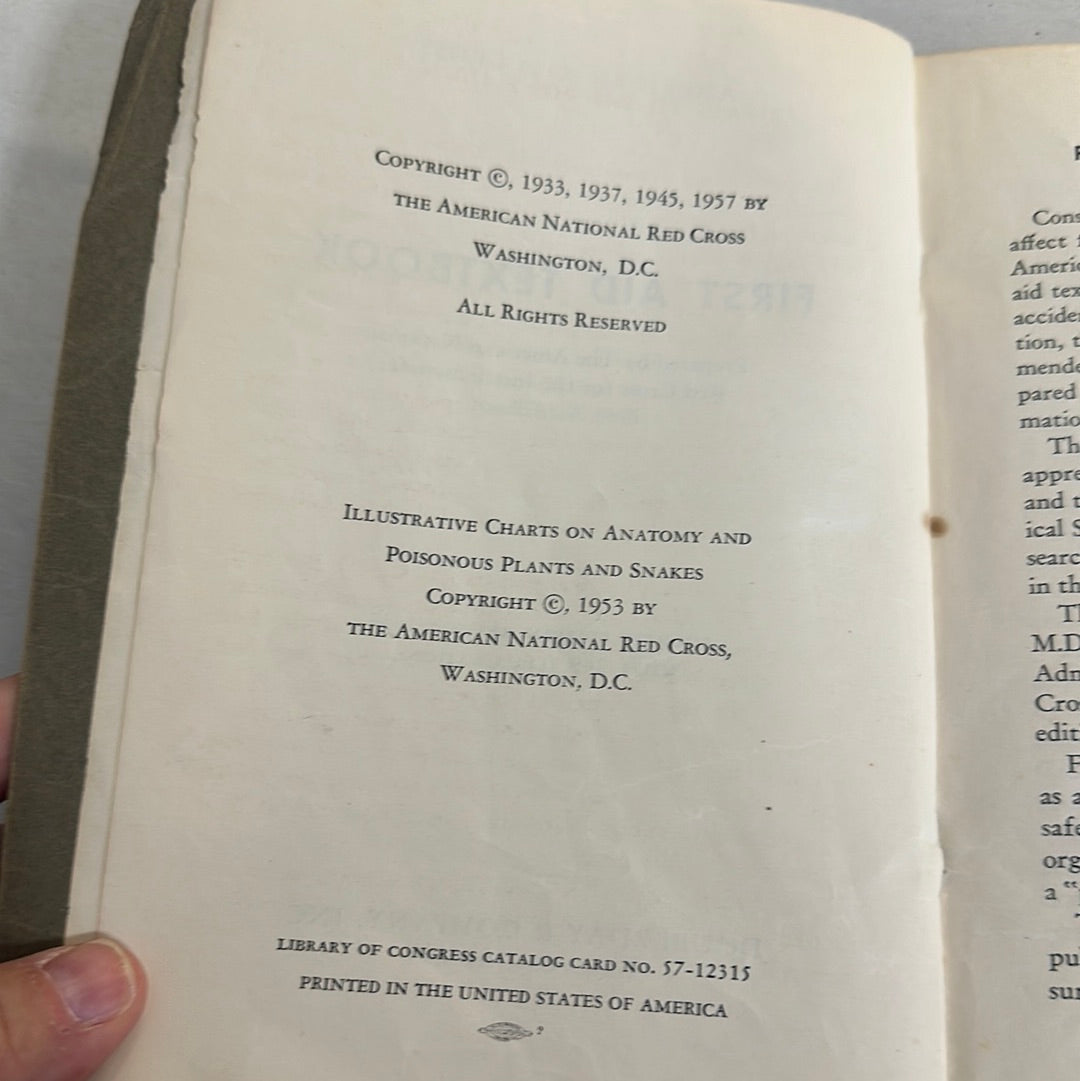 COPYRIGHT ©, 1933, 1937, 1945, 1957 BY
THE AMERICAN NATIONAL RED CROSS
WASHINGTON, D.C.
ALL RIGHTS RESERVED
ILLUSTRATIVE CHARTS ON ANATOMY AND
POISONOUS PLANTS AND SNAKES
COPYRIGHT ©, 1953 BY
THE AMERICAN NATIONAL RED CROSS,
WASHINGTON, D.C.
LIBRARY OF CONGRESS CATALOG CARD NO. 57-12315
PRINTED IN THE UNITED STATES OF AMERICA
Cons
affect
Americ
aid tex
accide
tion, t
mende
pared
matio
Th
appre
and t
ical S
searc
in th
Th
M.D
Adm
Cro
edit
F
as a
safe
org
a "
pu
sur